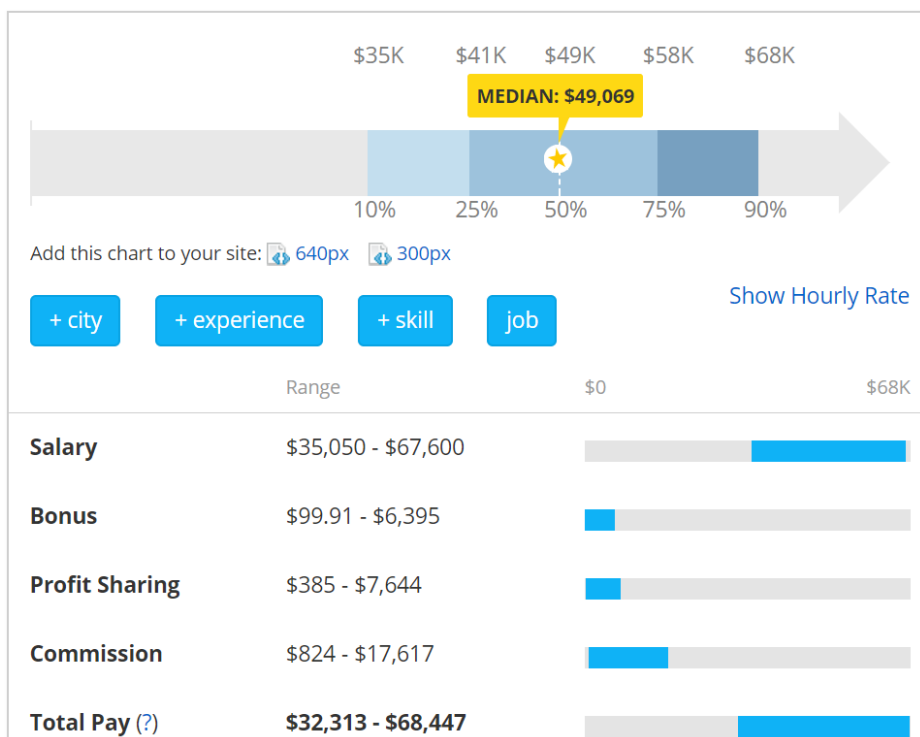 $35K $41K $49K $58K $68K
MEDIAN: $49,069
10% 25% 50% 75% 90%
Add this chart to your site: 640px 300px
Show Hourly Rate
+ city + experience + skill job
Range $0 $68K
Salary $35,050 - $67,600
Bonus $99.91 - $6,395
Profit Sharing $385 - $7,644
Commission $824 - $17,617
Total Pay (?) $32,313 - $68,447